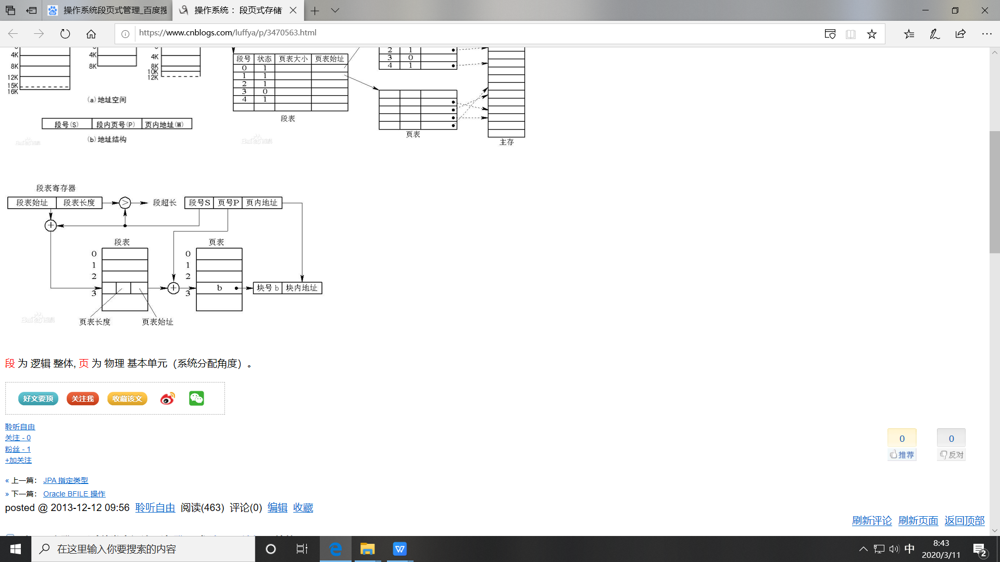 操作系统段页式管理_百度搜
操作系统 : 段页式存储
https://www.cnblogs.com/luffya/p/3470563.html
4K
8K
12K
15K
16K
4K
8K
4K
8K
10K
12K
(a)地址空间
段号(S) 段内页号(P) 页内地址(W)
(b)地址结构
段号 状态 页表大小 页表始址
0 1
1 1
2 1
3 0
4 1
段表
2 1
3 0
4 1
页表
主存
段表寄存器
段表始址 段表长度 > 段超长 段号S 页号P 页内地址
+
段表 页表
0
1
2
3
+
0
1
2
3
b
块号 b 块内地址
页表长度 页表始址
Bai 百科
段 为 逻辑 整体, 页 为 物理 基本单元（系统分配角度）。
好文要顶 关注我 收藏该文
聆听自由
关注 - 0
粉丝 - 1
+加关注
0 0
推荐 反对
« 上一篇： JPA 指定类型
» 下一篇： Oracle BFILE 操作
posted @ 2013-12-12 09:56 聆听自由 阅读(463) 评论(0) 编辑 收藏
刷新评论 刷新页面 返回顶部
在这里输入你要搜索的内容
中
8:43
2020/3/11
2